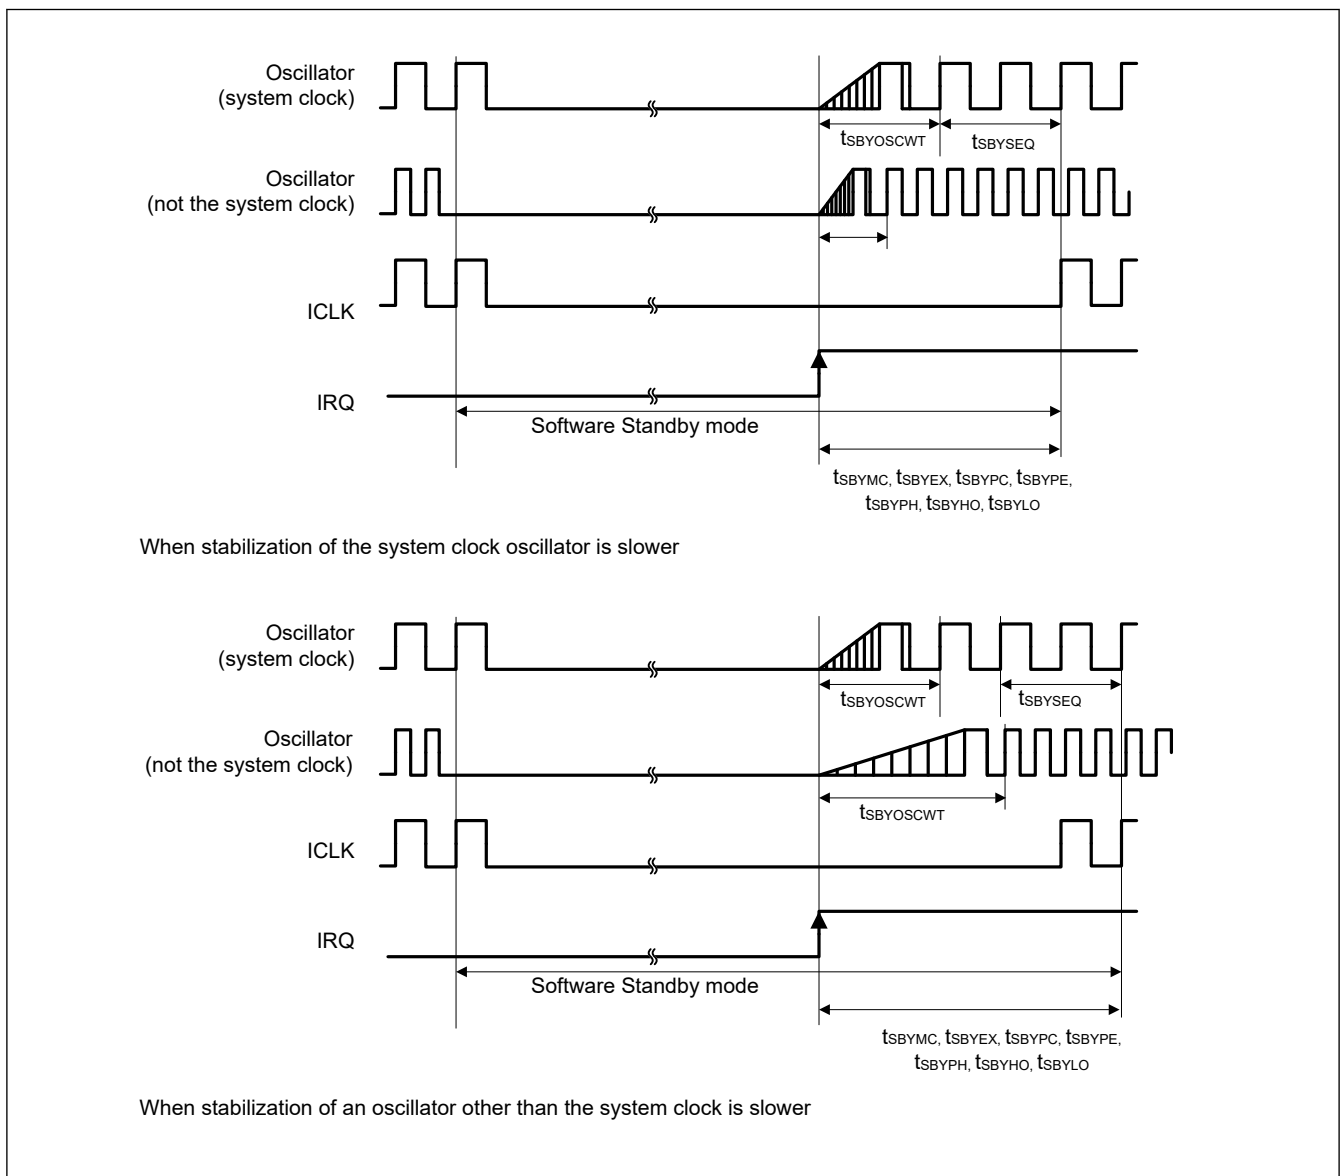 Oscillator
(system clock)
tSBYOSCWT
tSBYSEQ
Oscillator
(not the system clock)
ICLK
IRQ
Software Standby mode
tSBYMC, tSBYEX, tSBYPC, tSBYPE,
tSBYPH, tSBYHO, tSBYLO
When stabilization of the system clock oscillator is slower
Oscillator
(system clock)
tSBYOSCWT
tSBYSEQ
Oscillator
(not the system clock)
tSBYOSCWT
ICLK
IRQ
Software Standby mode
tSBYMC, tSBYEX, tSBYPC, tSBYPE,
tSBYPH, tSBYHO, tSBYLO
When stabilization of an oscillator other than the system clock is slower